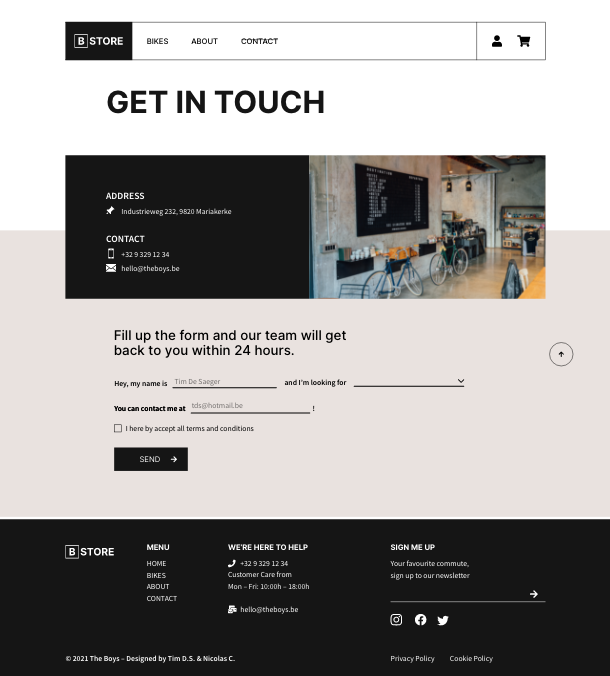 B STORE BIKES ABOUT CONTACT
GET IN TOUCH
ADDRESS
Industrieweg 232, 9820 Mariakerke
CONTACT
+32 9 329 12 34
hello@theboys.be
Fill up the form and our team will get
back to you within 24 hours.
Hey, my name is Tim De Saeger and I'm looking for
You can contact me at tds@hotmail.be !
I here by accept all terms and conditions
SEND
B STORE
MENU
HOME
BIKES
ABOUT
CONTACT
WE'RE HERE TO HELP
+32 9 329 12 34
Customer Care from
Mon – Fri: 10:00h – 18:00h
hello@theboys.be
SIGN ME UP
Your favourite commute,
sign up to our newsletter
© 2021 The Boys – Designed by Tim D.S. & Nicolas C.
Privacy Policy Cookie Policy